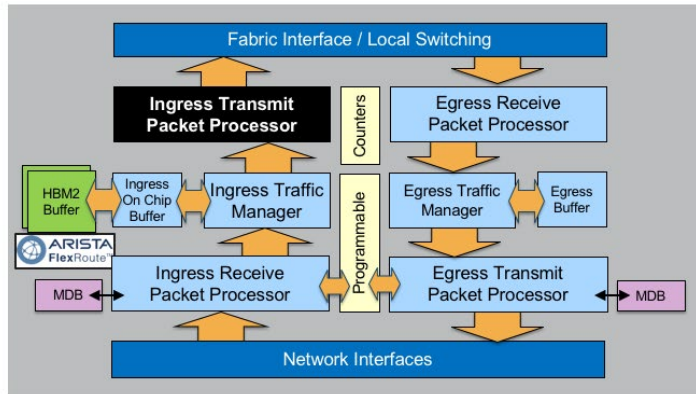 Fabric Interface / Local Switching
Ingress Transmit
Packet Processor
Counters
Egress Receive
Packet Processor
HBM2
Buffer
Ingress
On Chip
Buffer
Ingress Traffic
Manager
Programmable
Egress Traffic
Manager
Egress
Buffer
ARISTA
FlexRoute™
MDB
Ingress Receive
Packet Processor
Egress Transmit
Packet Processor
MDB
Network Interfaces